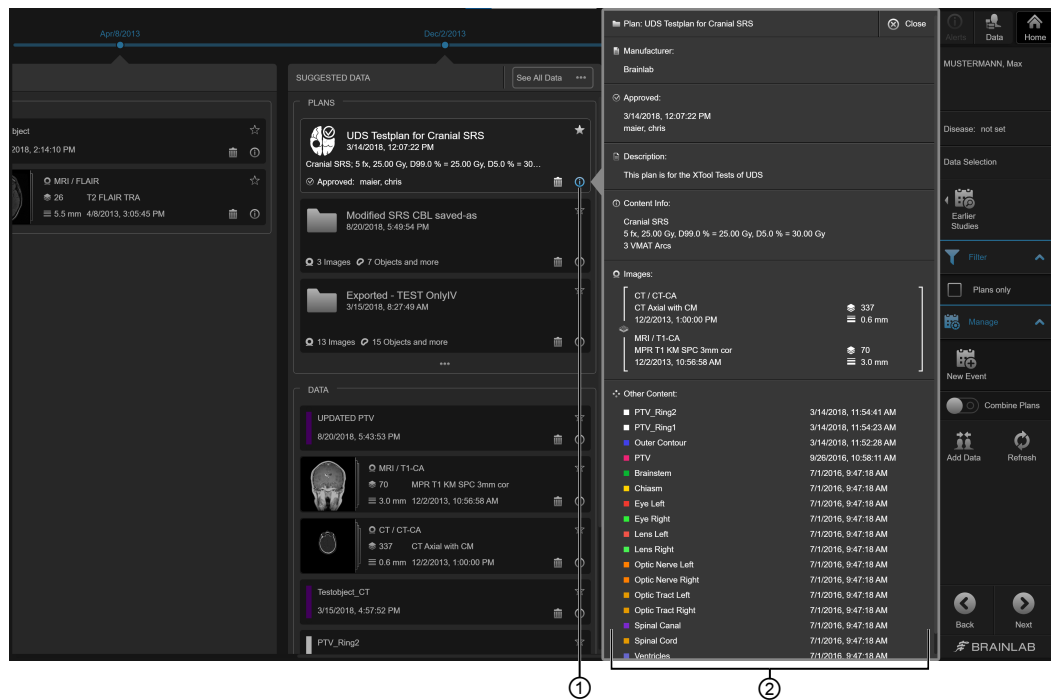 Apr/8/2013
Dec/2/2013
bject
2018, 2:14:10 PM
MRI / FLAIR
26 T2 FLAIR TRA
5.5 mm 4/8/2013, 3:05:45 PM
SUGGESTED DATA
See All Data •••
PLANS
UDS Testplan for Cranial SRS
3/14/2018, 12:07:22 PM
Cranial SRS; 5 fx, 25.00 Gy, D99.0 % = 25.00 Gy, D5.0 % = 30...
Approved: maier, chris
Modified SRS CBL saved-as
8/20/2018, 5:49:54 PM
3 Images 7 Objects and more
Exported - TEST OnlyIV
3/15/2018, 8:27:49 AM
13 Images 15 Objects and more
•••
DATA
UPDATED PTV
8/20/2018, 5:43:53 PM
MRI / T1-CA
70 MPR T1 KM SPC 3mm cor
3.0 mm 12/2/2013, 10:56:58 AM
CT / CT-CA
337 CT Axial with CM
0.6 mm 12/2/2013, 1:00:00 PM
Testobject_CT
3/15/2018, 4:57:52 PM
PTV_Ring2
Plan: UDS Testplan for Cranial SRS
Close
Manufacturer:
Brainlab
Approved:
3/14/2018, 12:07:22 PM
maier, chris
Description:
This plan is for the XTool Tests of UDS
Content Info:
Cranial SRS
5 fx, 25.00 Gy, D99.0 % = 25.00 Gy, D5.0 % = 30.00 Gy
3 VMAT Arcs
Images:
CT / CT-CA
CT Axial with CM 337
12/2/2013, 1:00:00 PM 0.6 mm
MRI / T1-CA
MPR T1 KM SPC 3mm cor 70
12/2/2013, 10:56:58 AM 3.0 mm
Other Content:
PTV_Ring2 3/14/2018, 11:54:41 AM
PTV_Ring1 3/14/2018, 11:54:23 AM
Outer Contour 3/14/2018, 11:52:28 AM
PTV 9/26/2016, 10:58:11 AM
Brainstem 7/1/2016, 9:47:18 AM
Chiasm 7/1/2016, 9:47:18 AM
Eye Left 7/1/2016, 9:47:18 AM
Eye Right 7/1/2016, 9:47:18 AM
Lens Left 7/1/2016, 9:47:18 AM
Lens Right 7/1/2016, 9:47:18 AM
Optic Nerve Left 7/1/2016, 9:47:18 AM
Optic Nerve Right 7/1/2016, 9:47:18 AM
Optic Tract Left 7/1/2016, 9:47:18 AM
Optic Tract Right 7/1/2016, 9:47:18 AM
Spinal Canal 7/1/2016, 9:47:18 AM
Spinal Cord 7/1/2016, 9:47:18 AM
Ventricles 7/1/2016, 9:47:18 AM
Alerts Data Home
MUSTERMANN, Max
Disease: not set
Data Selection
Earlier
Studies
Filter
Plans only
Manage
New Event
Combine Plans
Add Data Refresh
Back Next
BRAINLAB
1
2